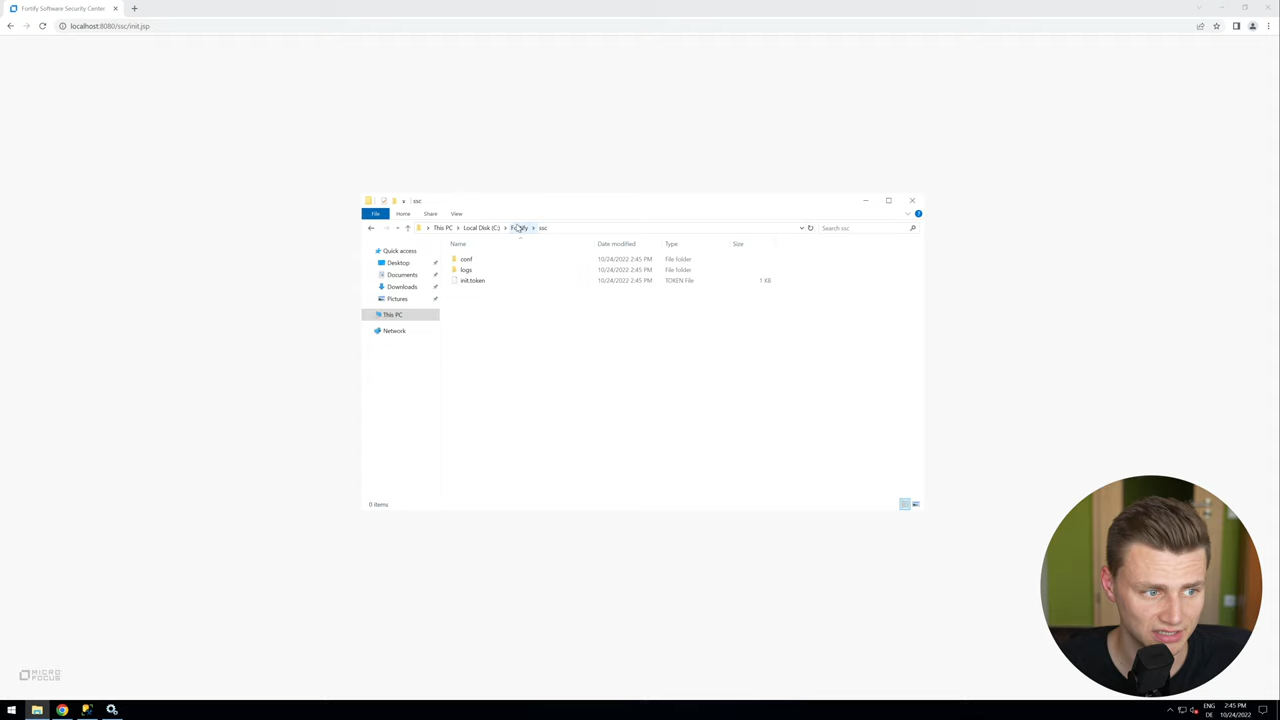 Fortify Software Security Center
localhost:8080/ssc/init.jsp
ssc
File Home Share View
This PC Local Disk (C:) Fortify ssc
Search ssc
Name Date modified Type Size
Quick access
Desktop
Documents
Downloads
Pictures
This PC
Network
conf 10/24/2022 2:45 PM File folder
logs 10/24/2022 2:45 PM File folder
init.token 10/24/2022 2:45 PM TOKEN File 1 KB
0 items
MICRO
FOCUS
ENG
DE
2:45 PM
10/24/2022